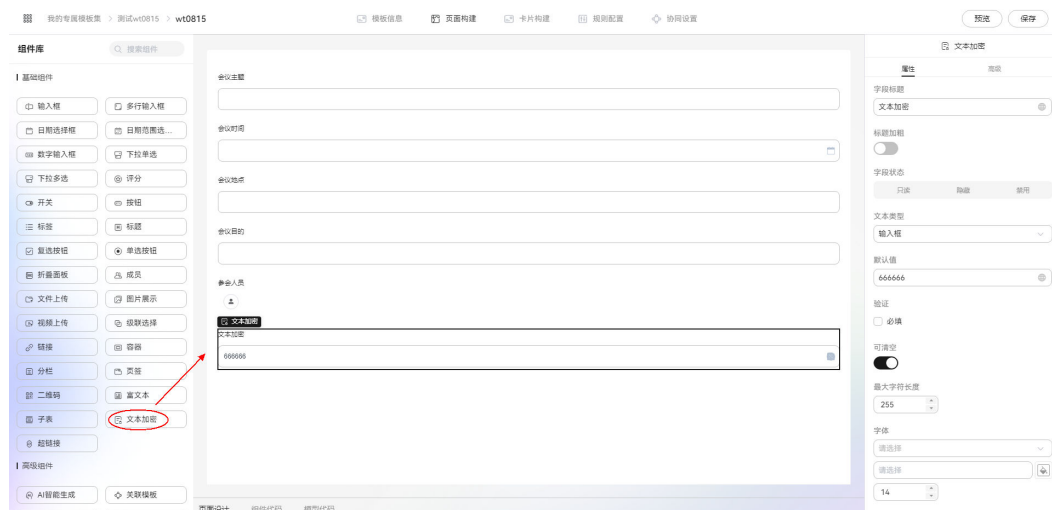 我的专属模板集 > 测试wt0815 > wt0815
模板信息
页面构建
卡片构建
规则配置
协同设置
预览
保存
组件库
搜索组件
基础组件
输入框
多行输入框
日期选择框
日期范围选...
数字输入框
下拉单选
下拉多选
评分
开关
按钮
标签
标题
复选按钮
单选按钮
折叠面板
成员
文件上传
图片展示
视频上传
级联选择
链接
容器
分栏
页签
二维码
富文本
子表
文本加密
超链接
高级组件
AI智能生成
关联模板
会议主题
会议时间
会议地点
会议目的
参会人员
文本加密
文本加密
666666
页面设计
组件代码
模型代码
文本加密
属性
高级
字段标题
文本加密
标题加粗
字段状态
只读
隐藏
禁用
文本类型
输入框
默认值
666666
验证
必填
可清空
最大字符长度
255
字体
请选择
请选择
14